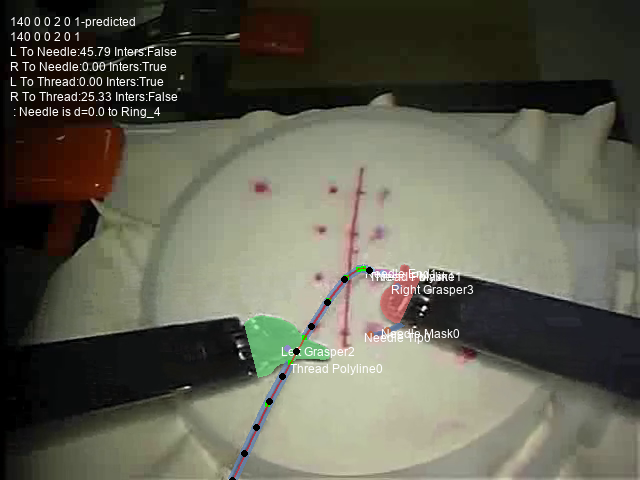 140 0 0 2 0 1-predicted
140 0 0 2 0 1
L To Needle:45.79 Inters:False
R To Needle:0.00 Inters:True
L To Thread:0.00 Inters:True
R To Thread:25.33 Inters:False
: Needle is d=0.0 to Ring_4
Right Grasper3
Needle Mask0
Needle Tip0
Left Grasper2
Thread Polyline0